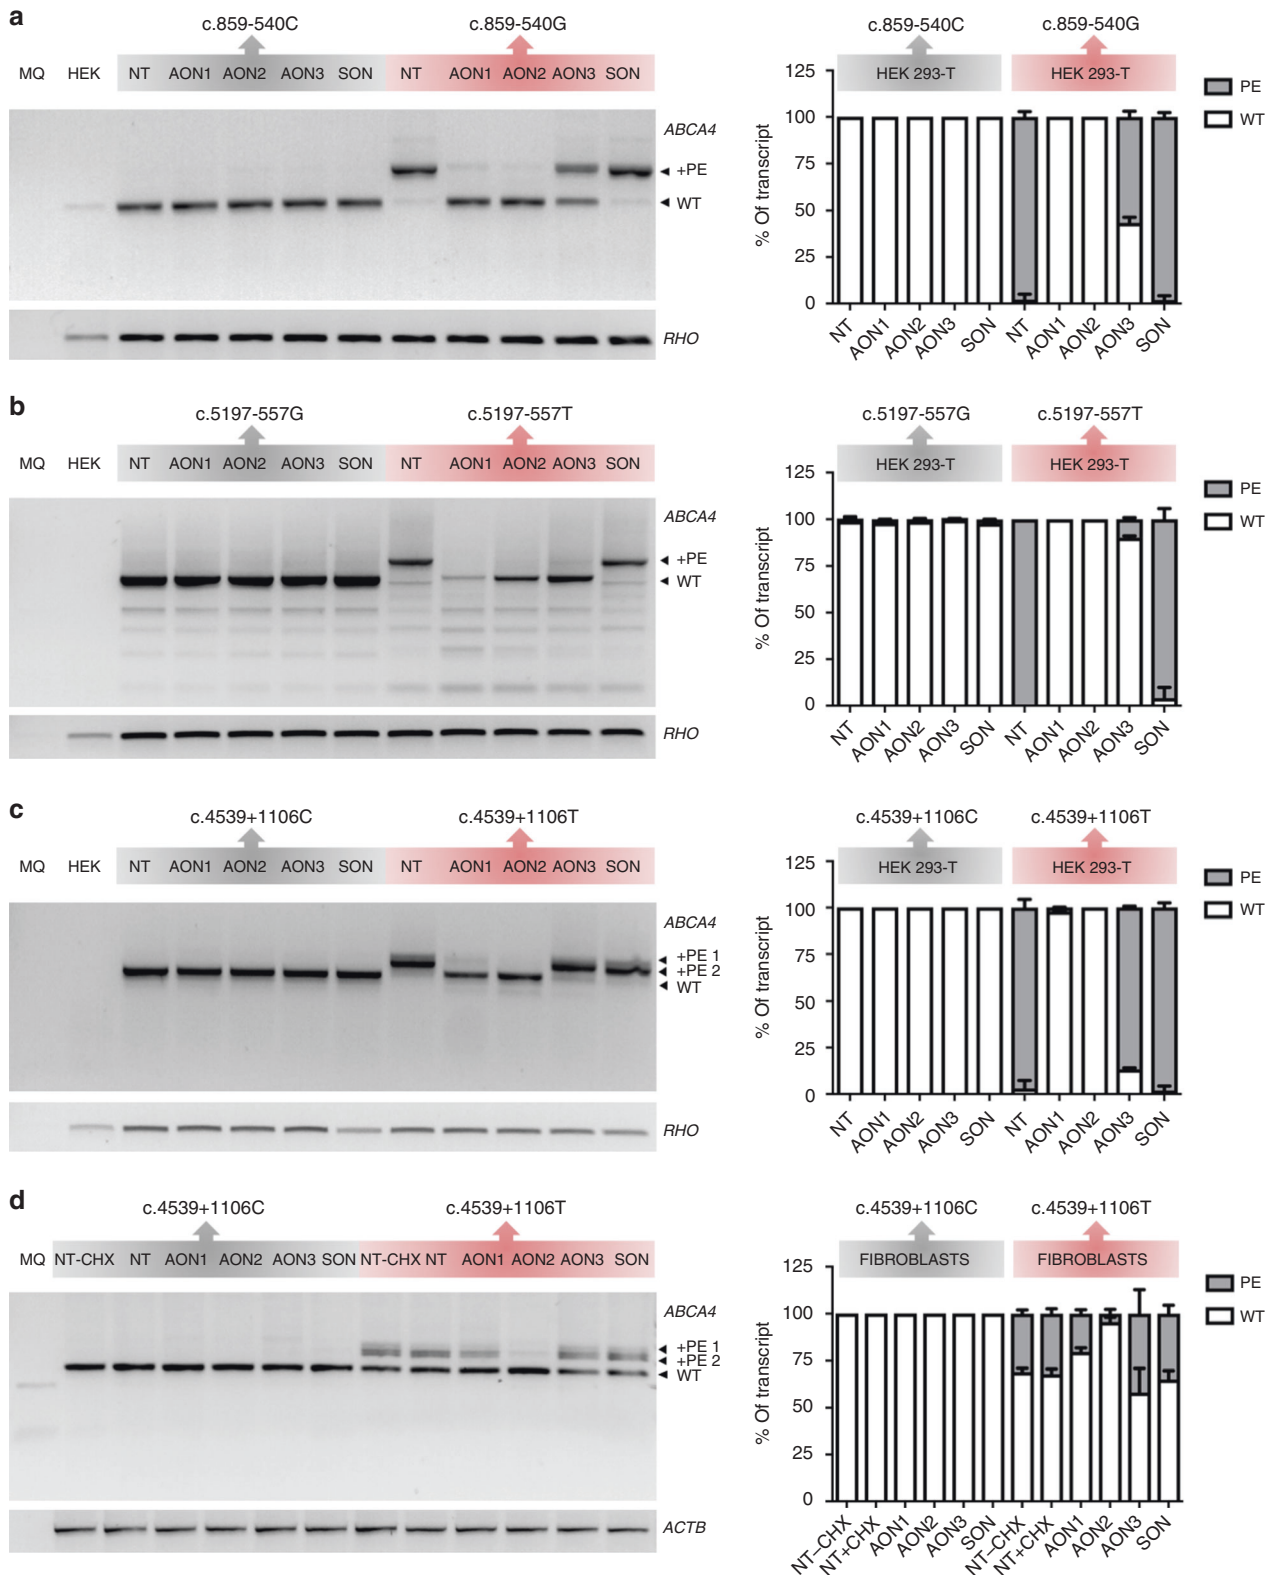 a
c.859-540C c.859-540G
MQ HEK NT AON1 AON2 AON3 SON NT AON1 AON2 AON3 SON
ABCA4
+PE
WT
RHO
c.859-540C c.859-540G
HEK 293-T HEK 293-T
PE
WT
% Of transcript
125
100
75
50
25
0
NT AON1 AON2 AON3 SON NT AON1 AON2 AON3 SON
b
c.5197-557G c.5197-557T
MQ HEK NT AON1 AON2 AON3 SON NT AON1 AON2 AON3 SON
ABCA4
+PE
WT
RHO
c.5197-557G c.5197-557T
HEK 293-T HEK 293-T
PE
WT
% Of transcript
125
100
75
50
25
0
NT AON1 AON2 AON3 SON NT AON1 AON2 AON3 SON
c
c.4539+1106C c.4539+1106T
MQ HEK NT AON1 AON2 AON3 SON NT AON1 AON2 AON3 SON
ABCA4
+PE 1
+PE 2
WT
RHO
c.4539+1106C c.4539+1106T
HEK 293-T HEK 293-T
PE
WT
% Of transcript
125
100
75
50
25
0
NT AON1 AON2 AON3 SON NT AON1 AON2 AON3 SON
d
c.4539+1106C c.4539+1106T
MQ NT-CHX NT AON1 AON2 AON3 SON NT-CHX NT AON1 AON2 AON3 SON
ABCA4
+PE 1
+PE 2
WT
ACTB
c.4539+1106C c.4539+1106T
FIBROBLASTS FIBROBLASTS
PE
WT
% Of transcript
125
100
75
50
25
0
NT–CHX NT+CHX AON1 AON2 AON3 SON NT–CHX NT+CHX AON1 AON2 AON3 SON